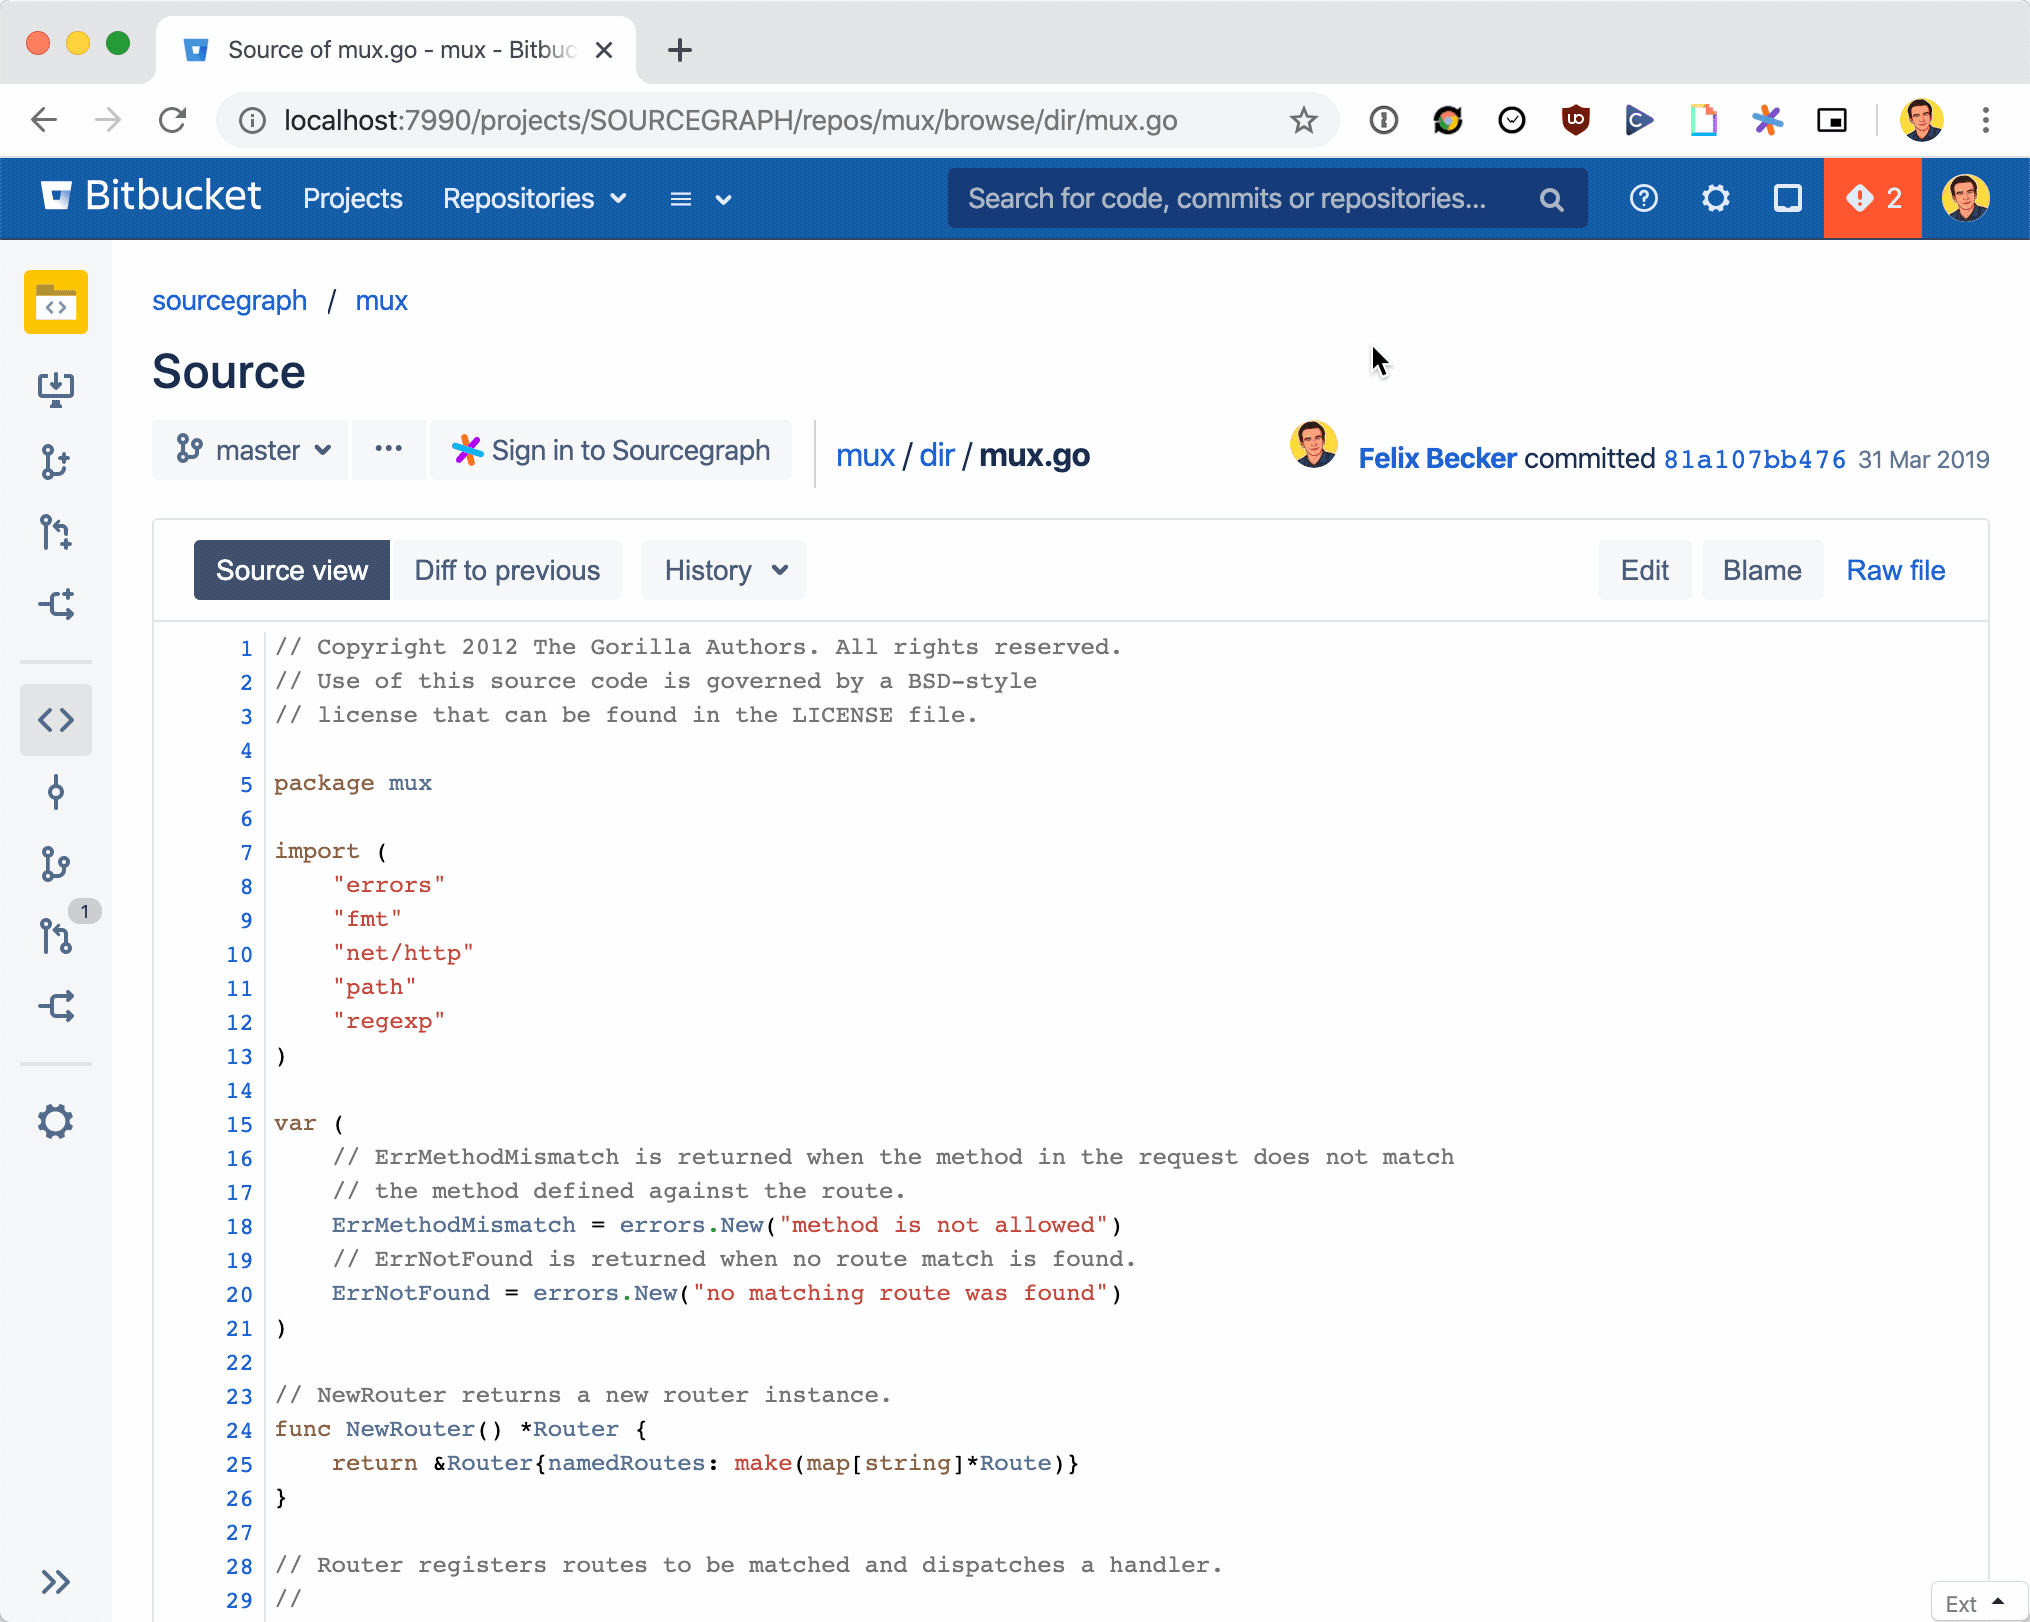 Source of mux.go - mux - Bitbuc
localhost:7990/projects/SOURCEGRAPH/repos/mux/browse/dir/mux.go
Bitbucket Projects Repositories Search for code, commits or repositories... 2
sourcegraph / mux
Source
master Sign in to Sourcegraph mux / dir / mux.go Felix Becker committed 81a107bb476 31 Mar 2019
Source view Diff to previous History Edit Blame Raw file
1 // Copyright 2012 The Gorilla Authors. All rights reserved.
2 // Use of this source code is governed by a BSD-style
3 // license that can be found in the LICENSE file.
4
5 package mux
6
7 import (
8 "errors"
9 "fmt"
10 "net/http"
11 "path"
12 "regexp"
13 )
14
15 var (
16 // ErrMethodMismatch is returned when the method in the request does not match
17 // the method defined against the route.
18 ErrMethodMismatch = errors.New("method is not allowed")
19 // ErrNotFound is returned when no route match is found.
20 ErrNotFound = errors.New("no matching route was found")
21 )
22
23 // NewRouter returns a new router instance.
24 func NewRouter() *Router {
25 return &Router{namedRoutes: make(map[string]*Route)}
26 }
27
28 // Router registers routes to be matched and dispatches a handler.
29 //
1
Ext